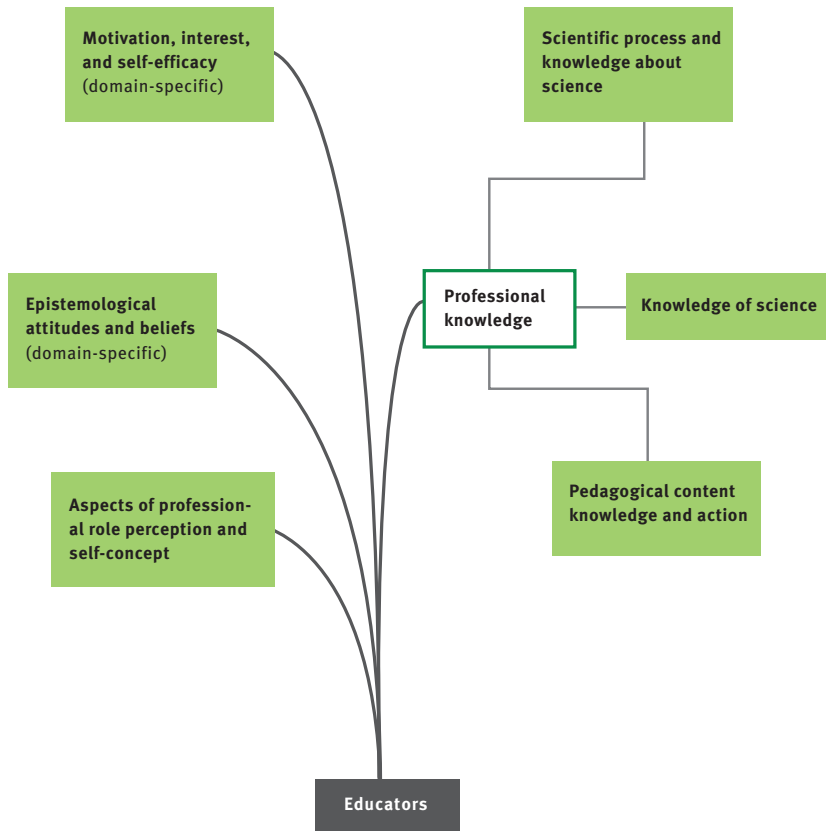 Motivation, interest,
and self-efficacy
(domain-specific)
Scientific process and
knowledge about
science
Epistemological
attitudes and beliefs
(domain-specific)
Professional
knowledge
Knowledge of science
Aspects of profession-
al role perception and
self-concept
Pedagogical content
knowledge and action
Educators